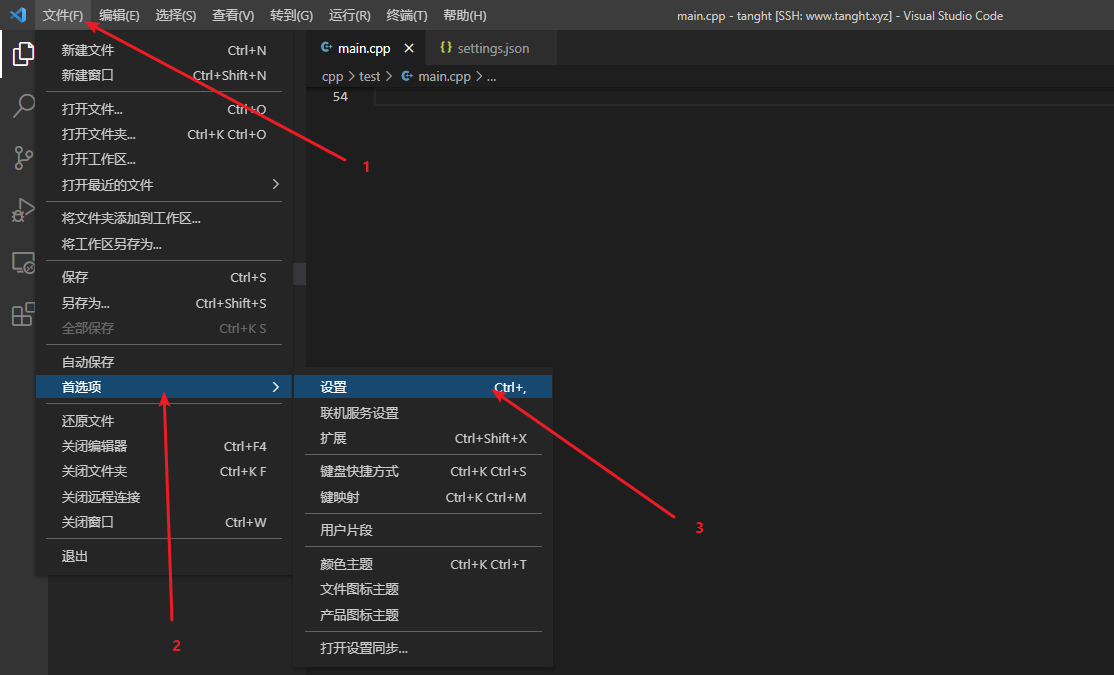 文件(F) 编辑(E) 选择(S) 查看(V) 转到(G) 运行(R) 终端(T) 帮助(H) main.cpp - tanght [SSH: www.tanght.xyz] - Visual Studio Code
main.cpp settings.json
cpp > test > main.cpp > ...
54
新建文件 Ctrl+N
新建窗口 Ctrl+Shift+N
打开文件... Ctrl+O
打开文件夹... Ctrl+K Ctrl+O
打开工作区...
打开最近的文件 >
1
将文件夹添加到工作区...
将工作区另存为...
保存 Ctrl+S
另存为... Ctrl+Shift+S
全部保存 Ctrl+K S
自动保存
首选项 >
还原文件
关闭编辑器 Ctrl+F4
关闭文件夹 Ctrl+K F
关闭远程连接
关闭窗口 Ctrl+W
退出
2
设置 Ctrl+,
联机服务设置
扩展 Ctrl+Shift+X
键盘快捷方式 Ctrl+K Ctrl+S
键映射 Ctrl+K Ctrl+M
用户片段
颜色主题 Ctrl+K Ctrl+T
文件图标主题
产品图标主题
打开设置同步...
3